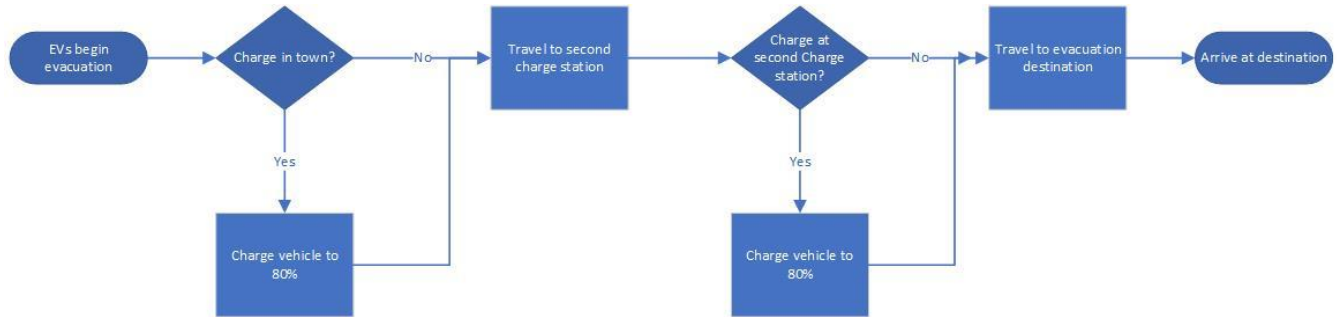 EVs begin
evacuation
Charge in town?
No
Yes
Charge vehicle to
80%
Travel to second
charge station
Charge at
second Charge
station?
No
Yes
Charge vehicle to
80%
Travel to evacuation
destination
Arrive at destination